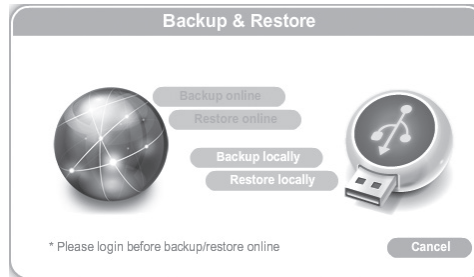 Backup & Restore
Backup online
Restore online
Backup locally
Restore locally
* Please login before backup/restore online
Cancel